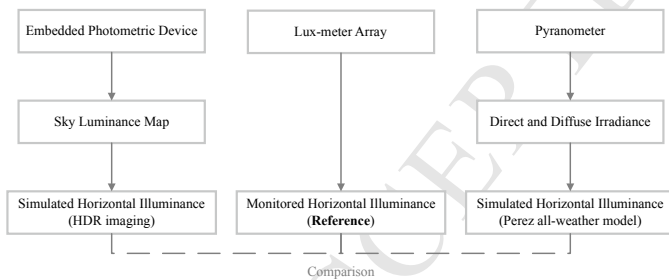 Embedded Photometric Device
Lux-meter Array
Pyranometer
Sky Luminance Map
Direct and Diffuse Irradiance
Simulated Horizontal Illuminance
(HDR imaging)
Monitored Horizontal Illuminance
(Reference)
Simulated Horizontal Illuminance
(Perez all-weather model)
Comparison